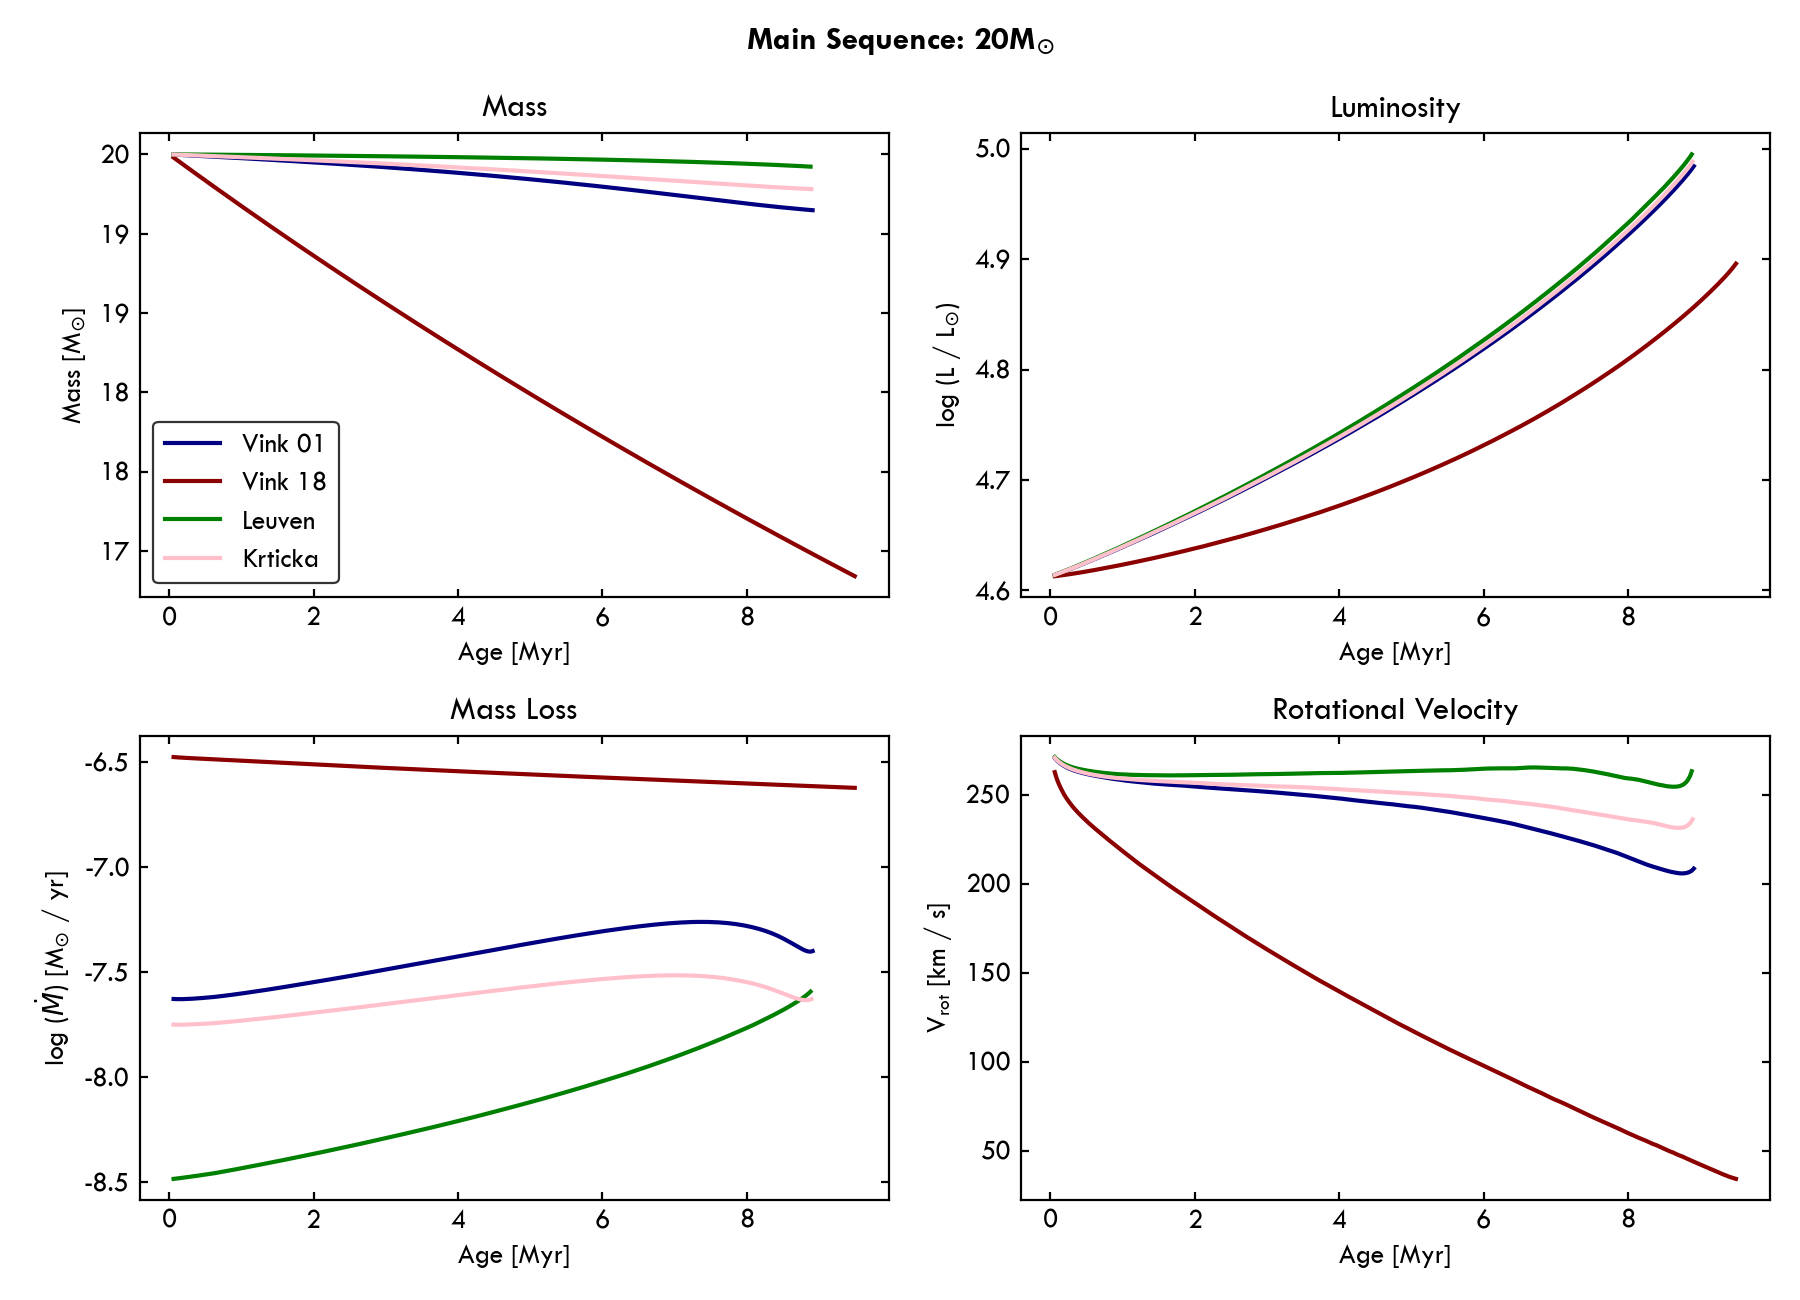 Main Sequence: 20M☉
Mass
Mass [M☉]
20
19
19
18
18
17
Vink 01
Vink 18
Leuven
Krticka
0 2 4 6 8
Age [Myr]
Luminosity
log (L / L☉)
5.0
4.9
4.8
4.7
4.6
0 2 4 6 8
Age [Myr]
Mass Loss
log (Ṁ) [M☉ / yr]
-6.5
-7.0
-7.5
-8.0
-8.5
0 2 4 6 8
Age [Myr]
Rotational Velocity
Vrot [km / s]
250
200
150
100
50
0 2 4 6 8
Age [Myr]